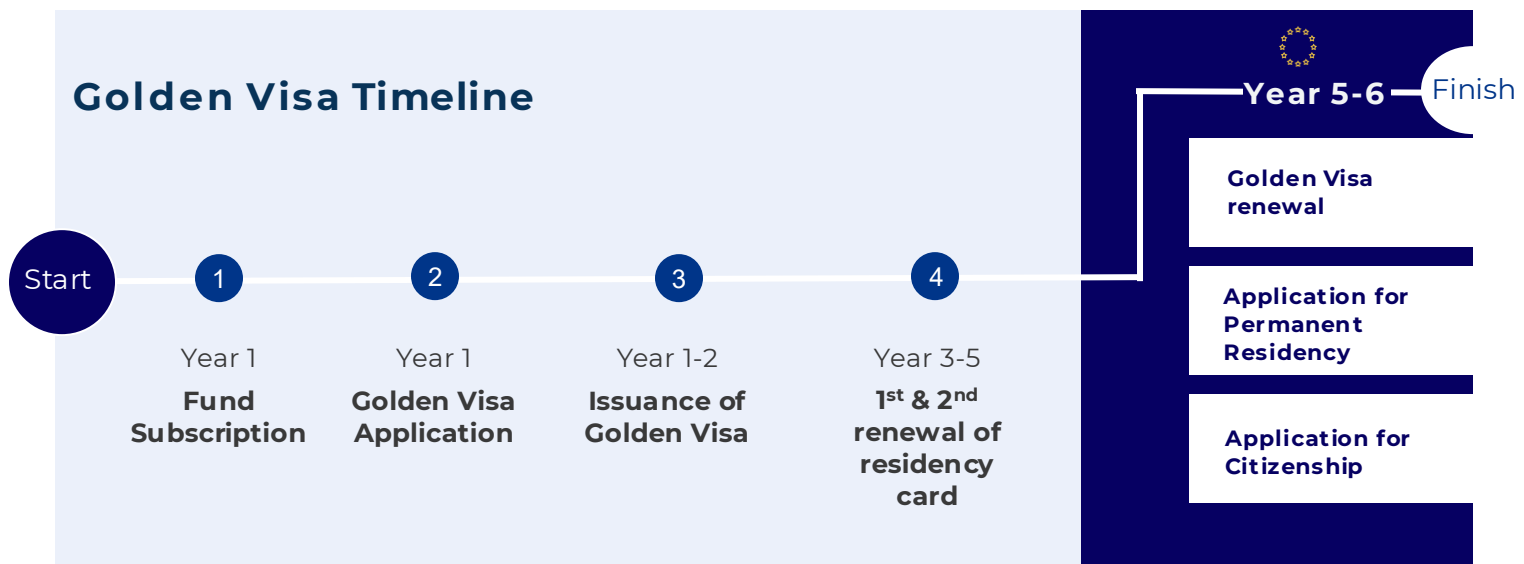 Golden Visa Timeline
Year 5-6
Finish
Golden Visa
renewal
Application for
Permanent
Residency
Application for
Citizenship
Start
1
2
3
4
Year 1
Fund
Subscription
Year 1
Golden Visa
Application
Year 1-2
Issuance of
Golden Visa
Year 3-5
1st & 2nd
renewal of
residency
card